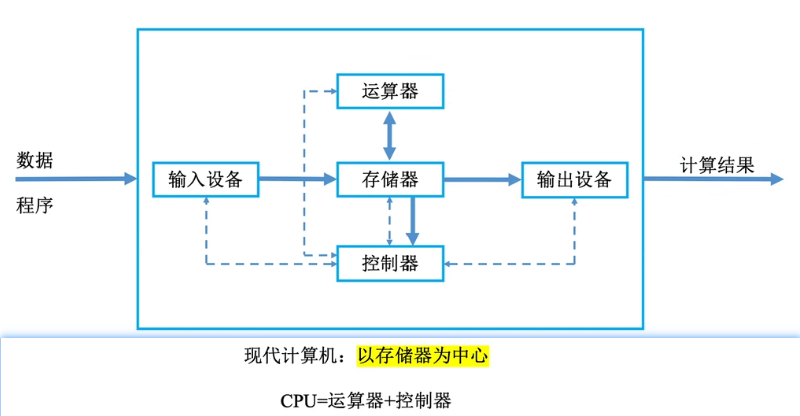 运算器
数据
输入设备
存储器
输出设备
计算结果
程序
控制器
现代计算机：以存储器为中心
CPU=运算器+控制器